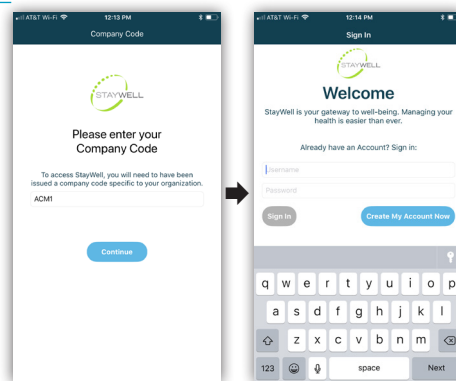 AT&T Wi-Fi 12:13 PM
Company Code
STAYWELL
Please enter your
Company Code
To access StayWell, you will need to have been
issued a company code specific to your organization.
ACM1
Continue
AT&T Wi-Fi 12:14 PM
Sign In
STAYWELL
Welcome
StayWell is your gateway to well-being. Managing your
health is easier than ever.
Already have an Account? Sign in:
Username
Password
Sign In Create My Account Now
q w e r t y u i o p
a s d f g h j k l
z x c v b n m
123 space Next